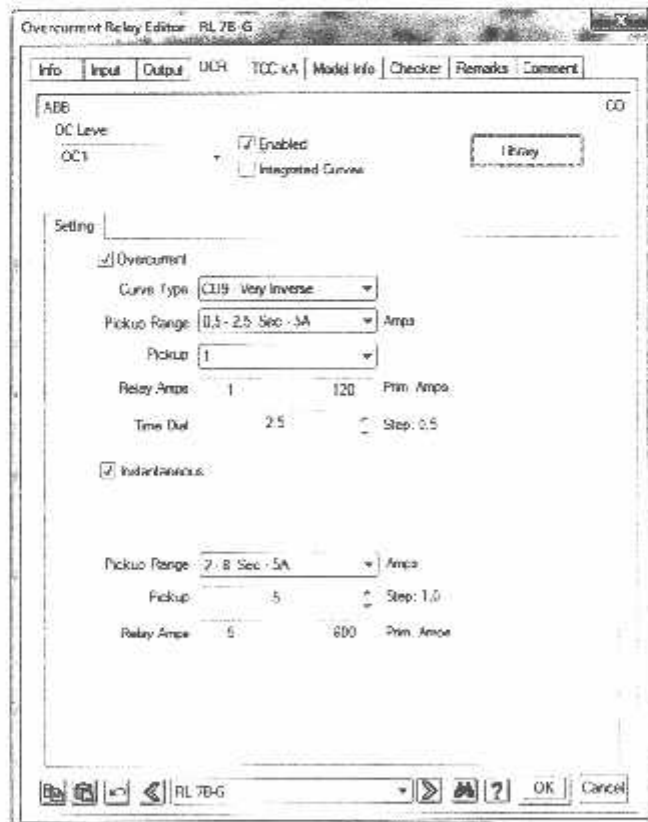 Overcurrent Relay Editor RL 7B-G
Info Input Output OCR TCC kA Model Info Checker Remarks Comment
ABB CO
OC Level
OC1 Enabled Library
Integrated Curves
Setting
Overcurrent
Curve Type CO9 - Very Inverse
Pickup Range 0.5 - 2.5 Sec - 5A Amps
Pickup 1
Relay Amps 1 120 Prim. Amps
Time Dial 2.5 Step: 0.5
Instantaneous
Pickup Range 2 - 8 Sec - 5A Amps
Pickup 5 Step: 1.0
Relay Amps 5 600 Prim. Amps
RL 7B-G ? OK Cancel